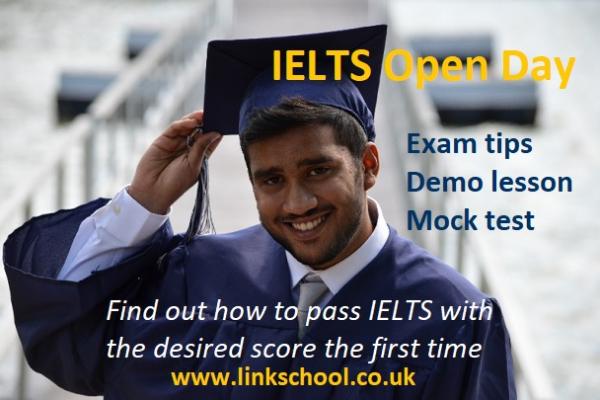 IELTS Open Day
Exam tips
Demo lesson
Mock test
Find out how to pass IELTS with
the desired score the first time
www.linkschool.co.uk